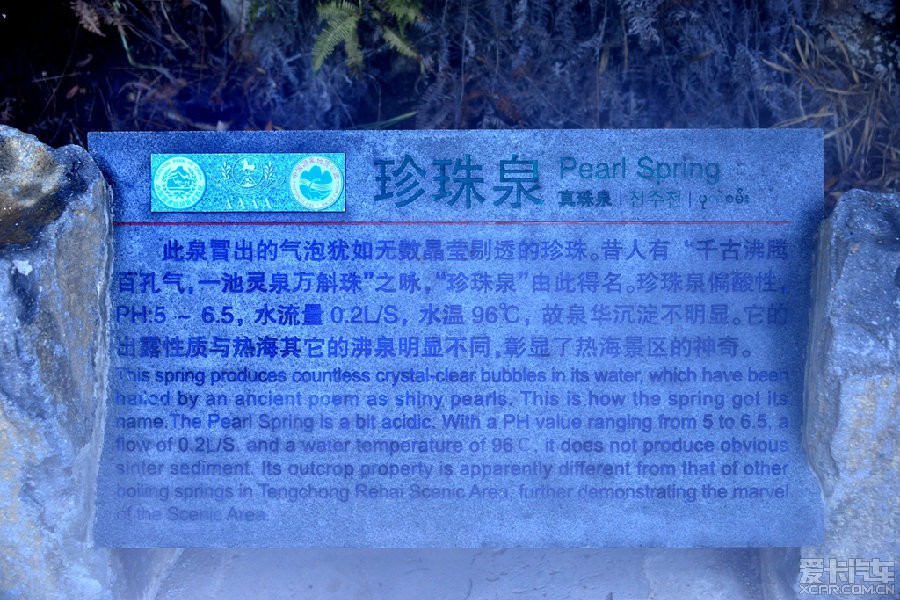 珍珠泉 Pearl Spring
真珠泉 | 진주천 |
此泉冒出的气泡犹如无数晶莹剔透的珍珠。昔人有“千古沸腾
百孔气，一池灵泉万斛珠”之咏，“珍珠泉”由此得名。珍珠泉偏酸性，
PH:5 - 6.5，水流量0.2L/S，水温96℃，故泉华沉淀不明显。它的
出露性质与热海其它的沸泉明显不同，彰显了热海景区的神奇。
This spring produces countless crystal-clear bubbles in its water, which have been
hailed by an ancient poem as shiny pearls. This is how the spring got its
name.The Pearl Spring is a bit acidic. With a PH value ranging from 5 to 6.5, a
flow of 0.2L/S. and a water temperature of 96℃, it does not produce obvious
sinter sediment. Its outcrop property is apparently different from that of other
boiling springs in Tengchong Rehai Scenic Area, further demonstrating the marvel
of the Scenic Area.
爱卡汽车
XCAR.COM.CN